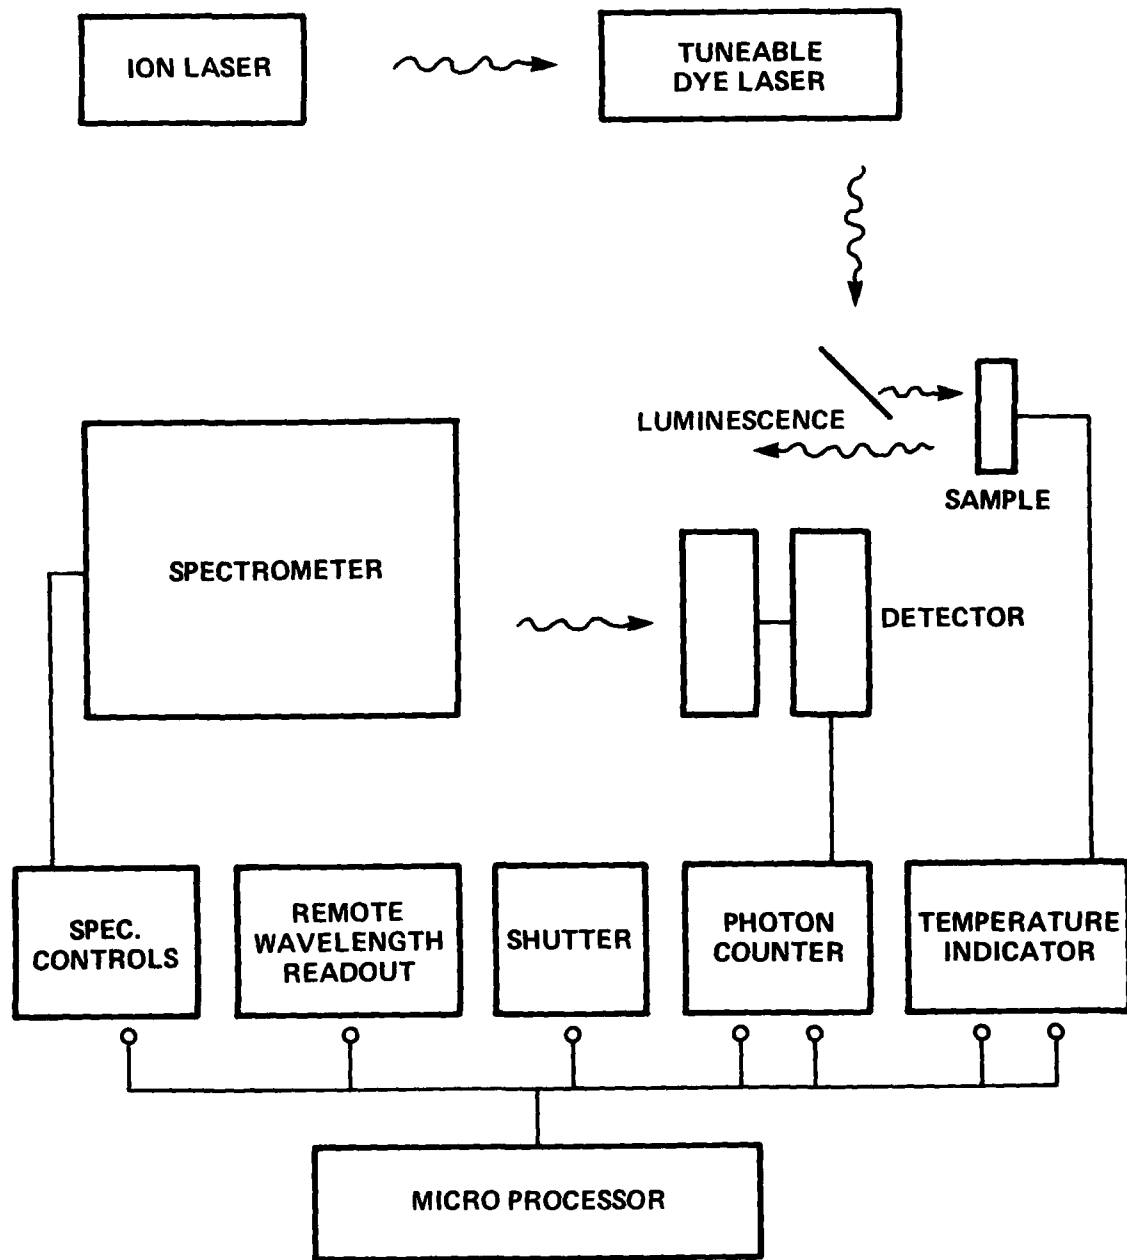 ION LASER
TUNEABLE
DYE LASER
LUMINESCENCE
SAMPLE
SPECTROMETER
DETECTOR
SPEC.
CONTROLS
REMOTE
WAVELENGTH
READOUT
SHUTTER
PHOTON
COUNTER
TEMPERATURE
INDICATOR
MICRO PROCESSOR